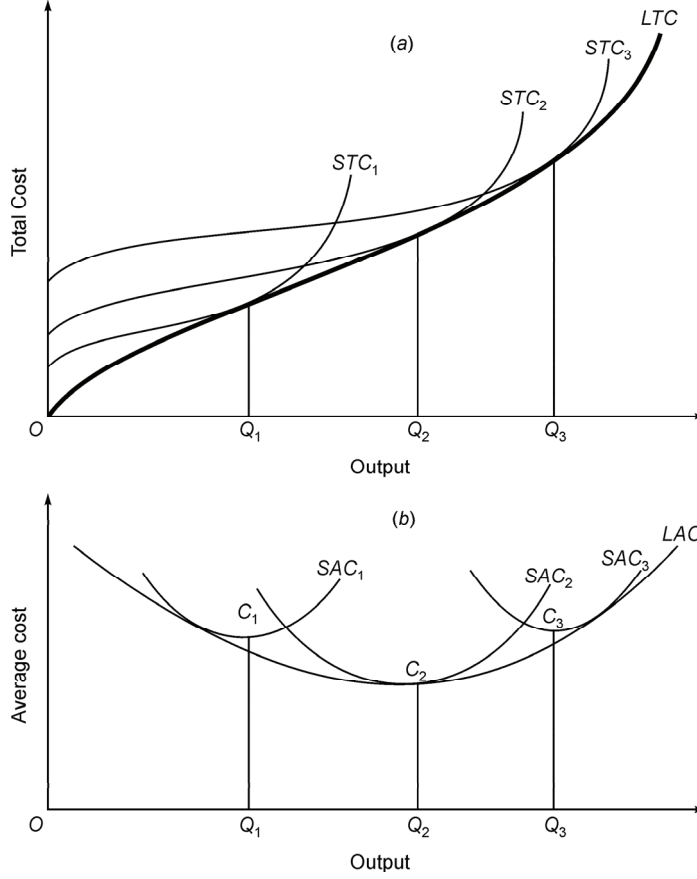 LTC
(a)
STC₃
STC₂
STC₁
Total Cost
O Q₁ Q₂ Q₃
Output
(b)
LAC
SAC₃
SAC₁
SAC₂
C₁
C₃
C₂
Average cost
O Q₁ Q₂ Q₃
Output